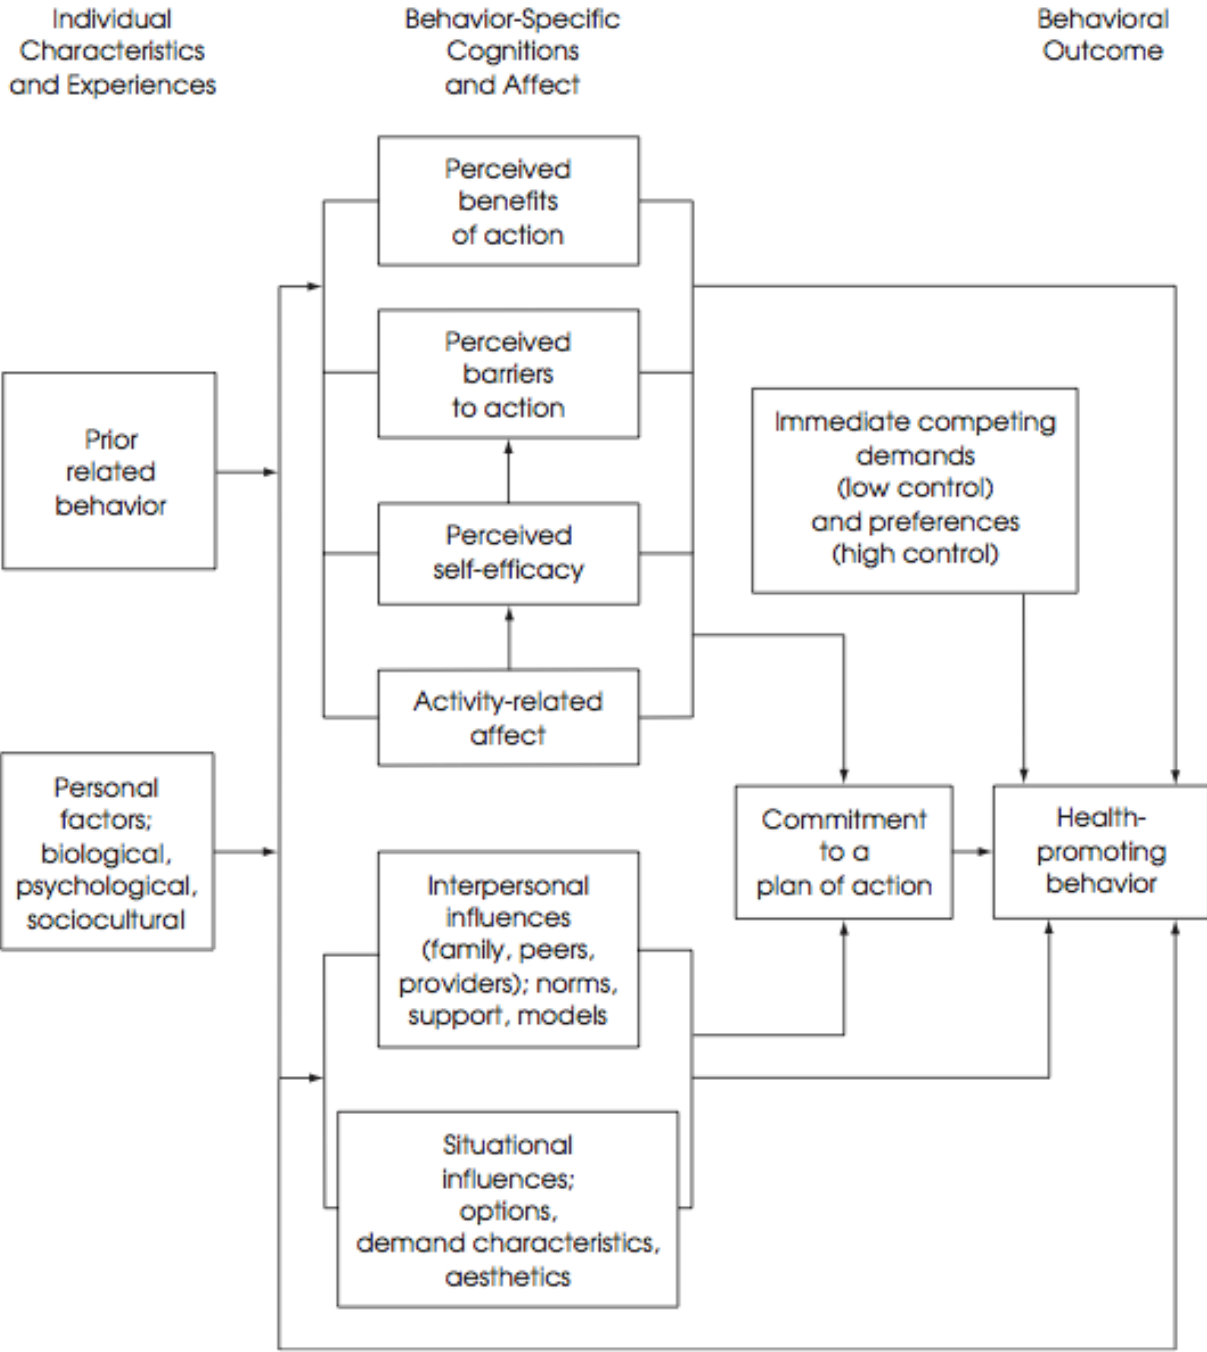 Individual
Characteristics
and Experiences
Behavior-Specific
Cognitions
and Affect
Behavioral
Outcome
Perceived
benefits
of action
Perceived
barriers
to action
Prior
related
behavior
Immediate competing
demands
(low control)
and preferences
(high control)
Perceived
self-efficacy
Activity-related
affect
Personal
factors;
biological,
psychological,
sociocultural
Commitment
to a
plan of action
Health-
promoting
behavior
Interpersonal
influences
(family, peers,
providers); norms,
support, models
Situational
influences;
options,
demand characteristics,
aesthetics